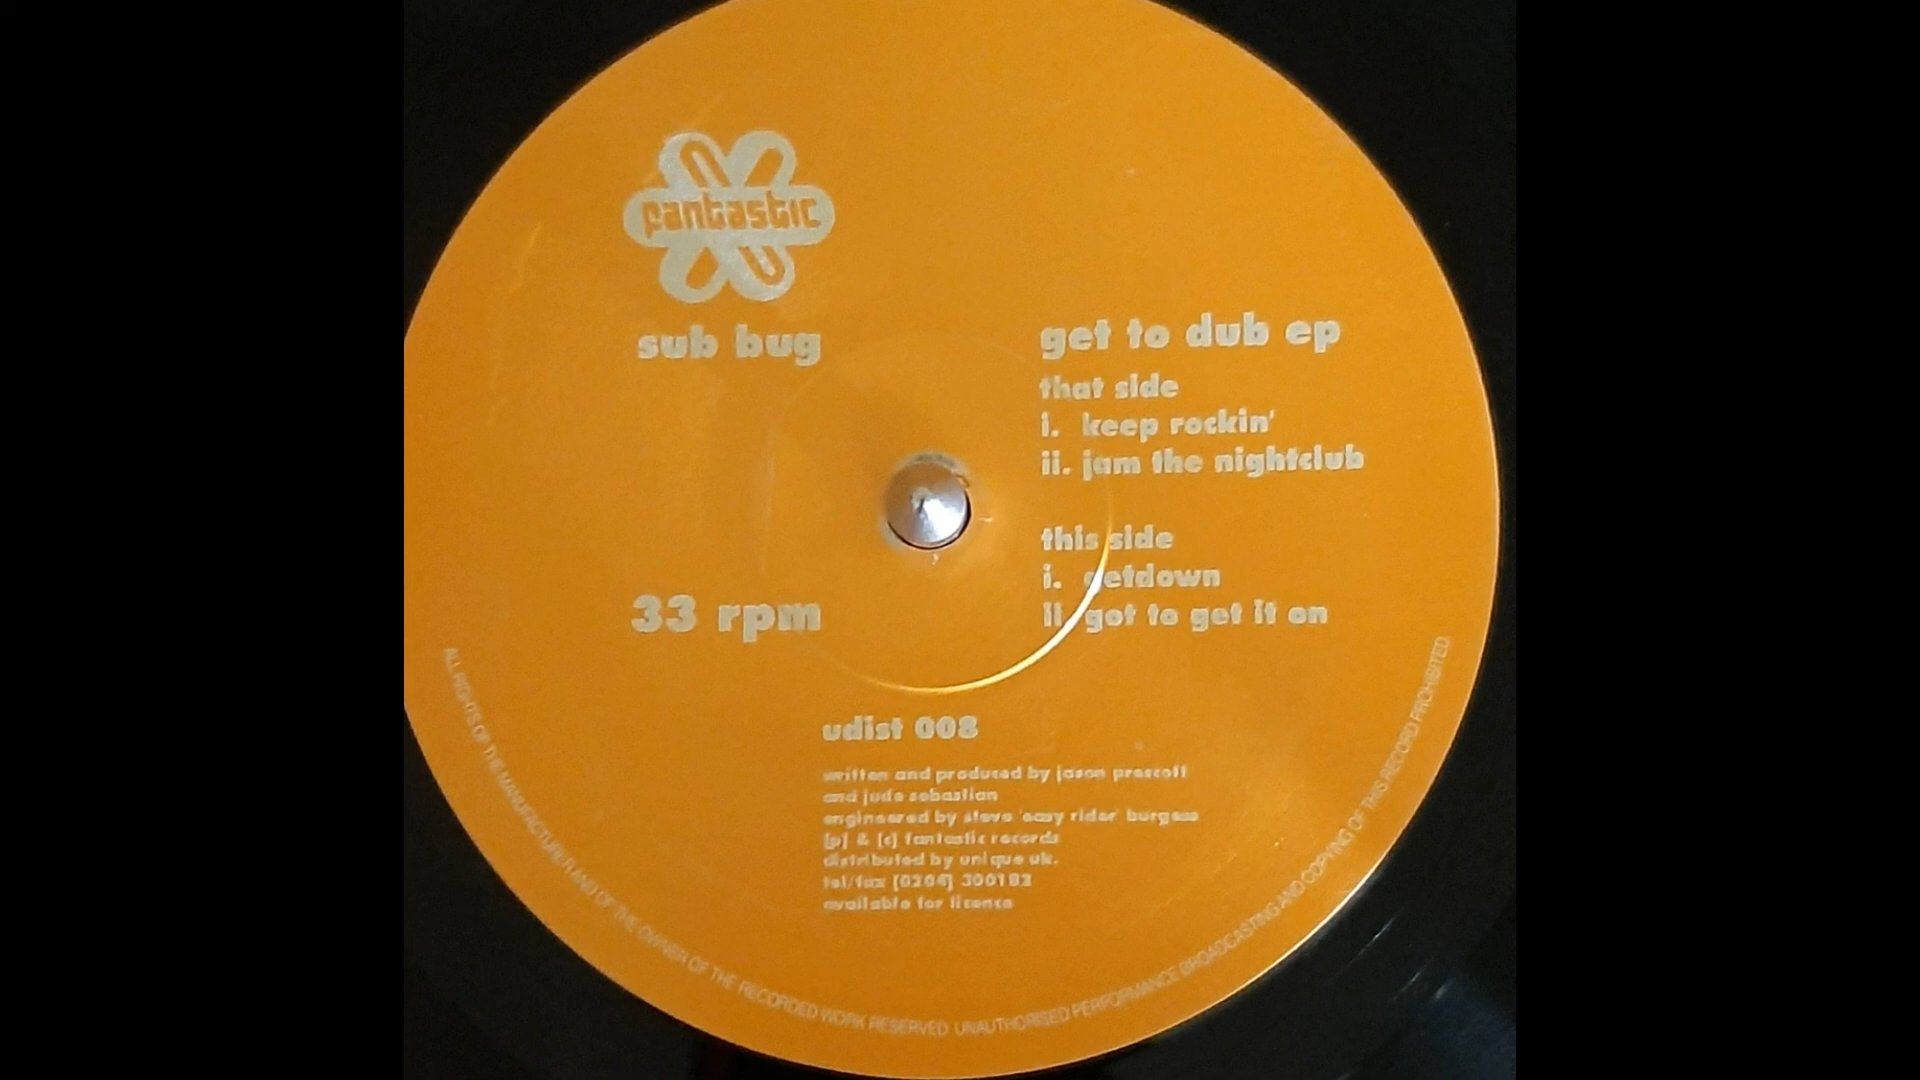 fantastic
sub bug
get to dub ep
that side
i. keep rockin'
ii. jam the nightclub
this side
i. getdown
ii. got to get it on
33 rpm
udist 008
written and produced by jason prescott
and jude sebastian
engineered by steve 'easy rider' burgess
[p] & [c] fantastic records
distributed by unique uk.
tel/fax [0204] 300182
available for licence
ALL RIGHTS OF THE MANUFACTURER AND OF THE OWNER OF THE RECORDED WORK RESERVED UNAUTHORISED PERFORMANCE BROADCASTING AND COPYING OF THIS RECORD PROHIBITED